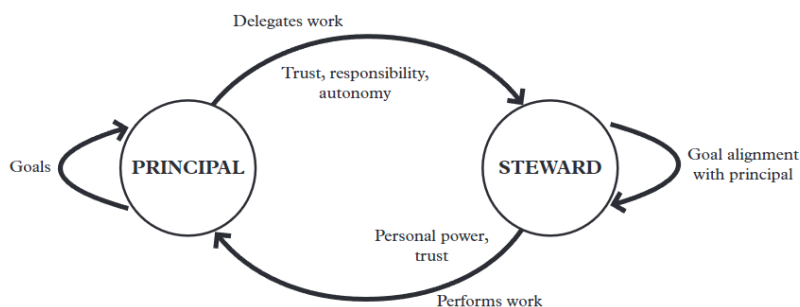 Delegates work
Trust, responsibility,
autonomy
Goals
PRINCIPAL
STEWARD
Goal alignment
with principal
Personal power,
trust
Performs work